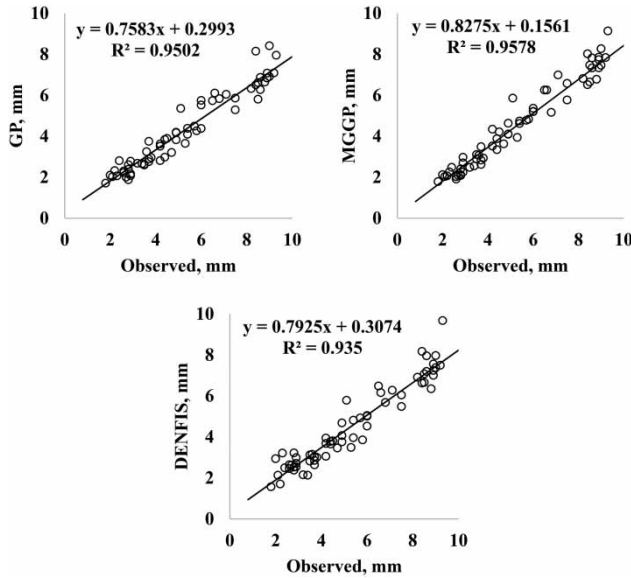 y = 0.7583x + 0.2993
R² = 0.9502
10
8
6
4
2
0
GP, mm
0 2 4 6 8 10
Observed, mm
y = 0.8275x + 0.1561
R² = 0.9578
10
8
6
4
2
0
MGGP, mm
0 2 4 6 8 10
Observed, mm
y = 0.7925x + 0.3074
R² = 0.935
10
8
6
4
2
0
DENFIS, mm
0 2 4 6 8 10
Observed, mm